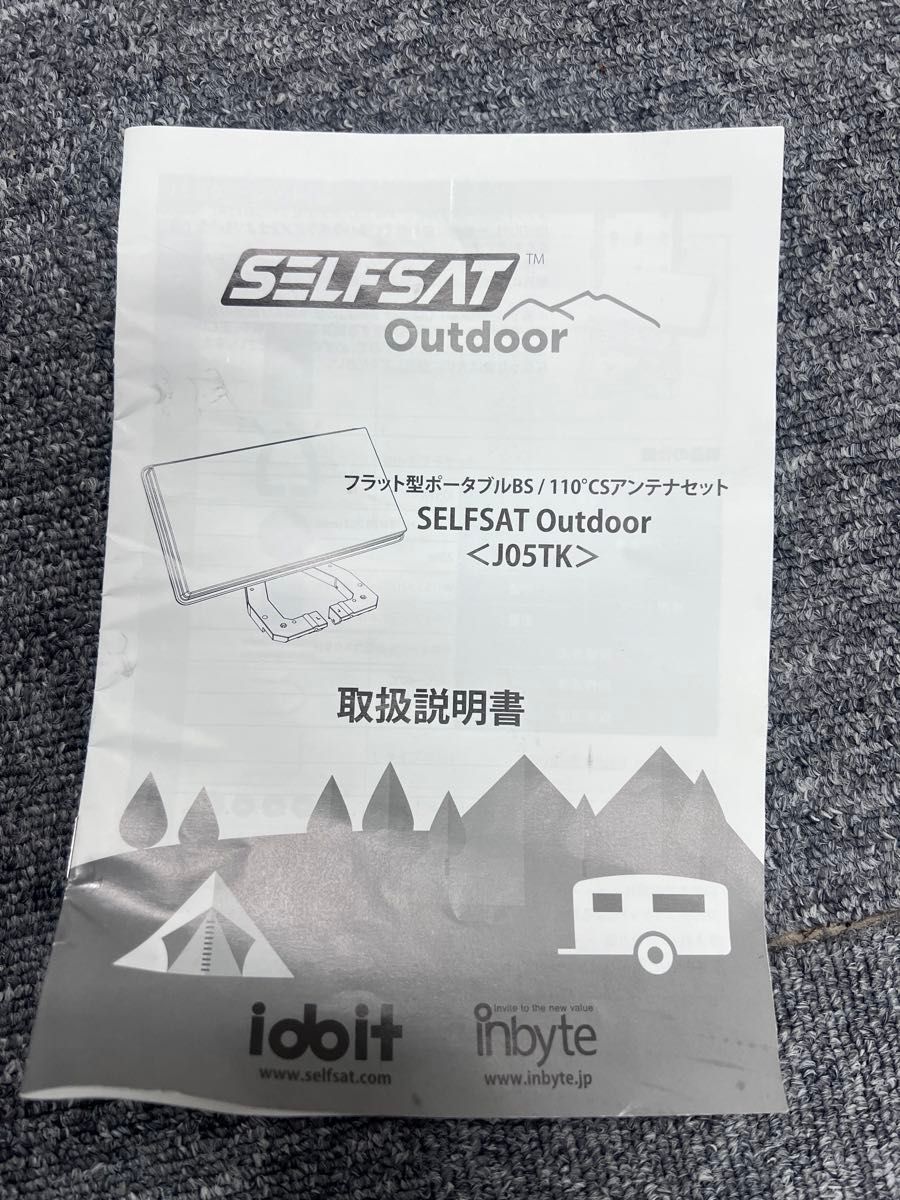 SELFSAT™
Outdoor
フラット型ポータブルBS / 110°CSアンテナセット
SELFSAT Outdoor
＜J05TK＞
取扱説明書
idoit
www.selfsat.com
Invite to the new value
inbyte
www.inbyte.jp